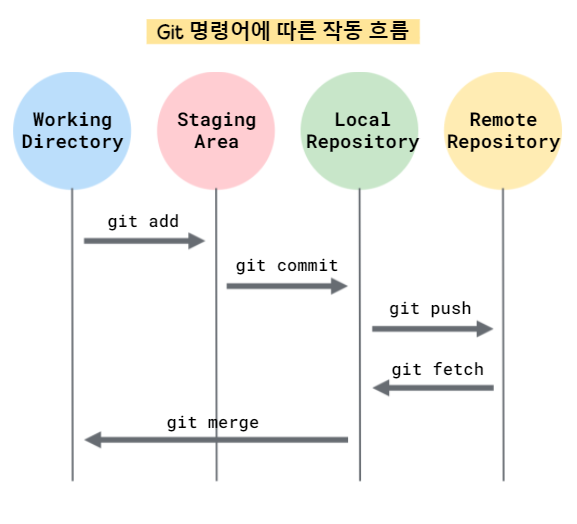 Git 명령어에 따른 작동 흐름
Working
Directory
Staging
Area
Local
Repository
Remote
Repository
git add
git commit
git push
git fetch
git merge